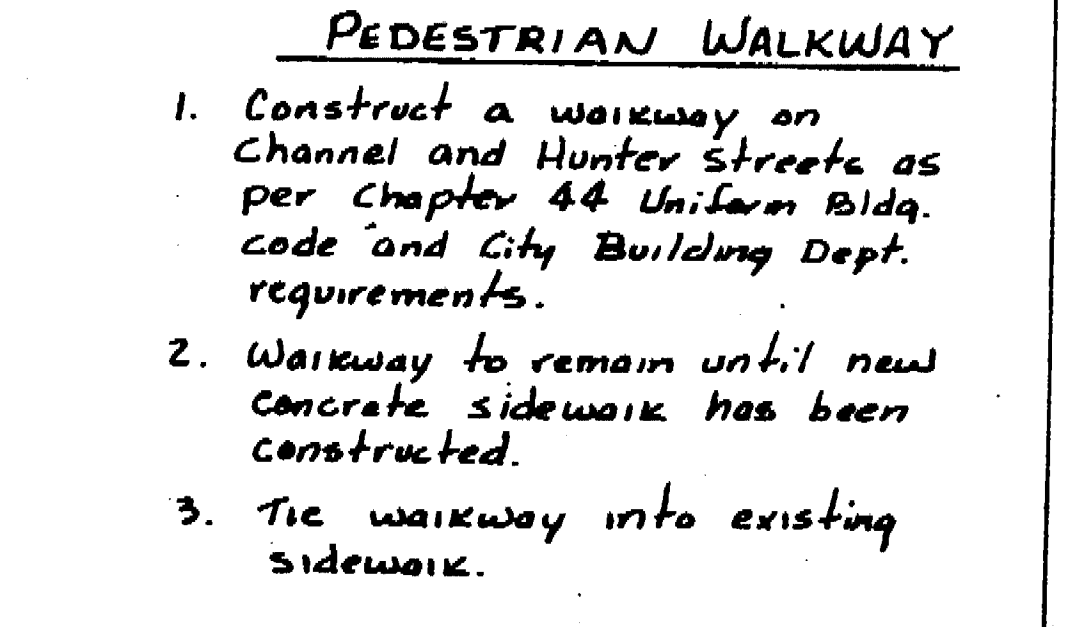 PEDESTRIAN WALKWAY
1. Construct a walkway on
Channel and Hunter streets as
per Chapter 44 Uniform Bldg.
code and City Building Dept.
requirements.
2. Walkway to remain until new
concrete sidewalk has been
constructed.
3. Tie walkway into existing
sidewalk.